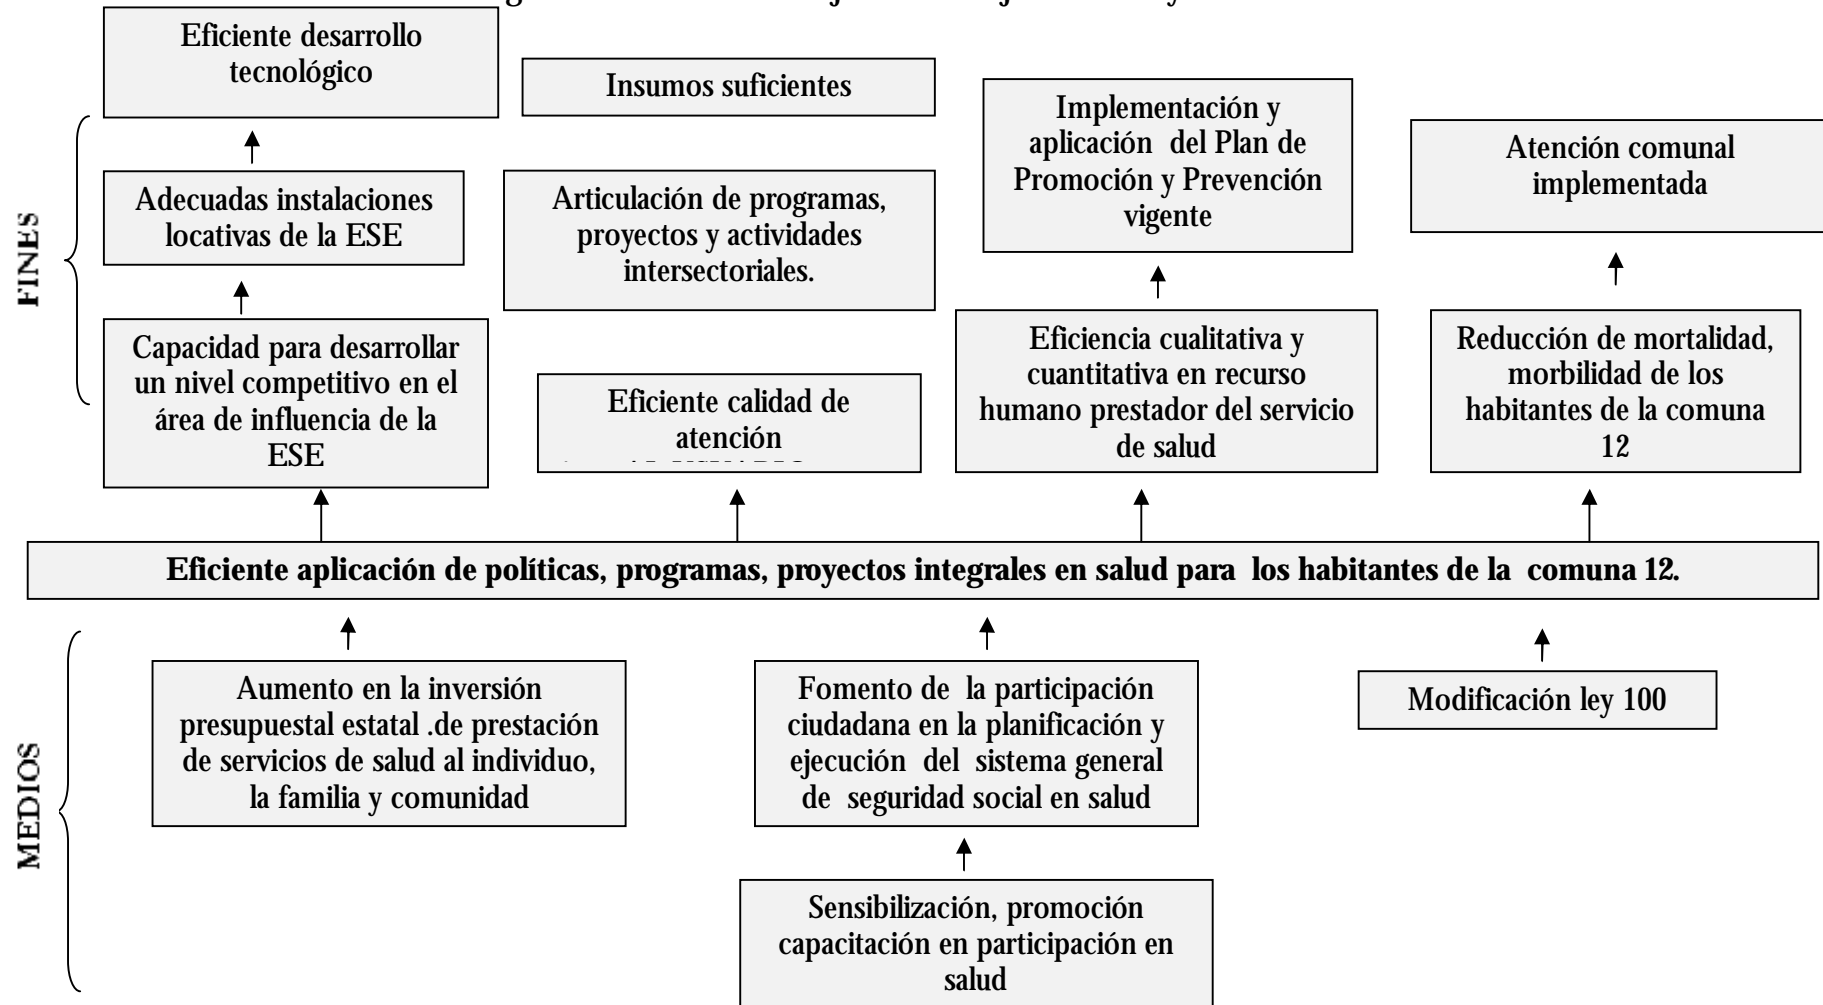 Eficiente desarrollo
tecnológico
Insumos suficientes
Implementación y
aplicación del Plan de
Promoción y Prevención
vigente
Atención comunal
implementada
FINES
Adecuadas instalaciones
locativas de la ESE
Articulación de programas,
proyectos y actividades
intersectoriales.
Capacidad para desarrollar
un nivel competitivo en el
área de influencia de la
ESE
Eficiente calidad de
atención
Eficiencia cualitativa y
cuantitativa en recurso
humano prestador del servicio
de salud
Reducción de mortalidad,
morbilidad de los
habitantes de la comuna
12
Eficiente aplicación de políticas, programas, proyectos integrales en salud para los habitantes de la comuna 12.
MEDIOS
Aumento en la inversión
presupuestal estatal .de prestación
de servicios de salud al individuo,
la familia y comunidad
Fomento de la participación
ciudadana en la planificación y
ejecución del sistema general
de seguridad social en salud
Modificación ley 100
Sensibilización, promoción
capacitación en participación en
salud